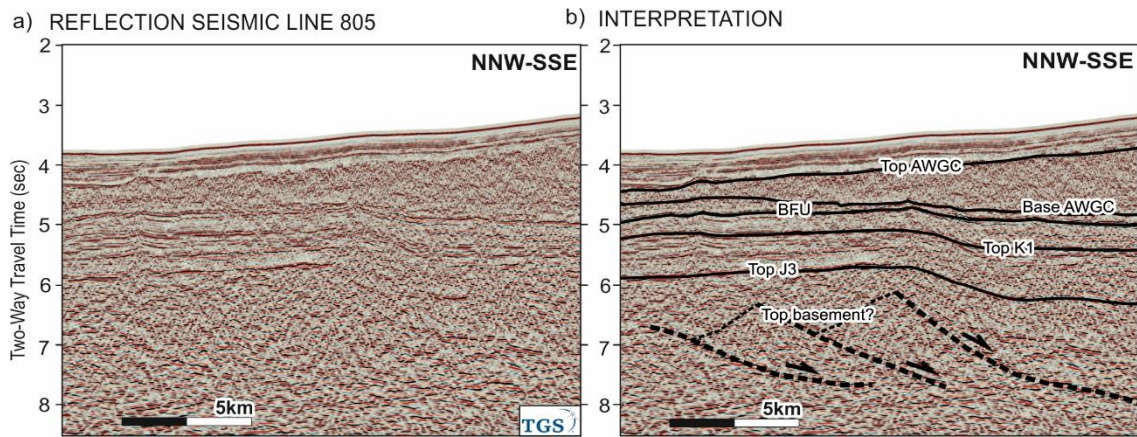 a) REFLECTION SEISMIC LINE 805
b) INTERPRETATION
Two-Way Travel Time (sec)
2
3
4
5
6
7
8
NNW-SSE
5km
TGS
2
3
4
5
6
7
8
NNW-SSE
Top AWGC
BFU
Base AWGC
Top K1
Top J3
Top basement?
5km